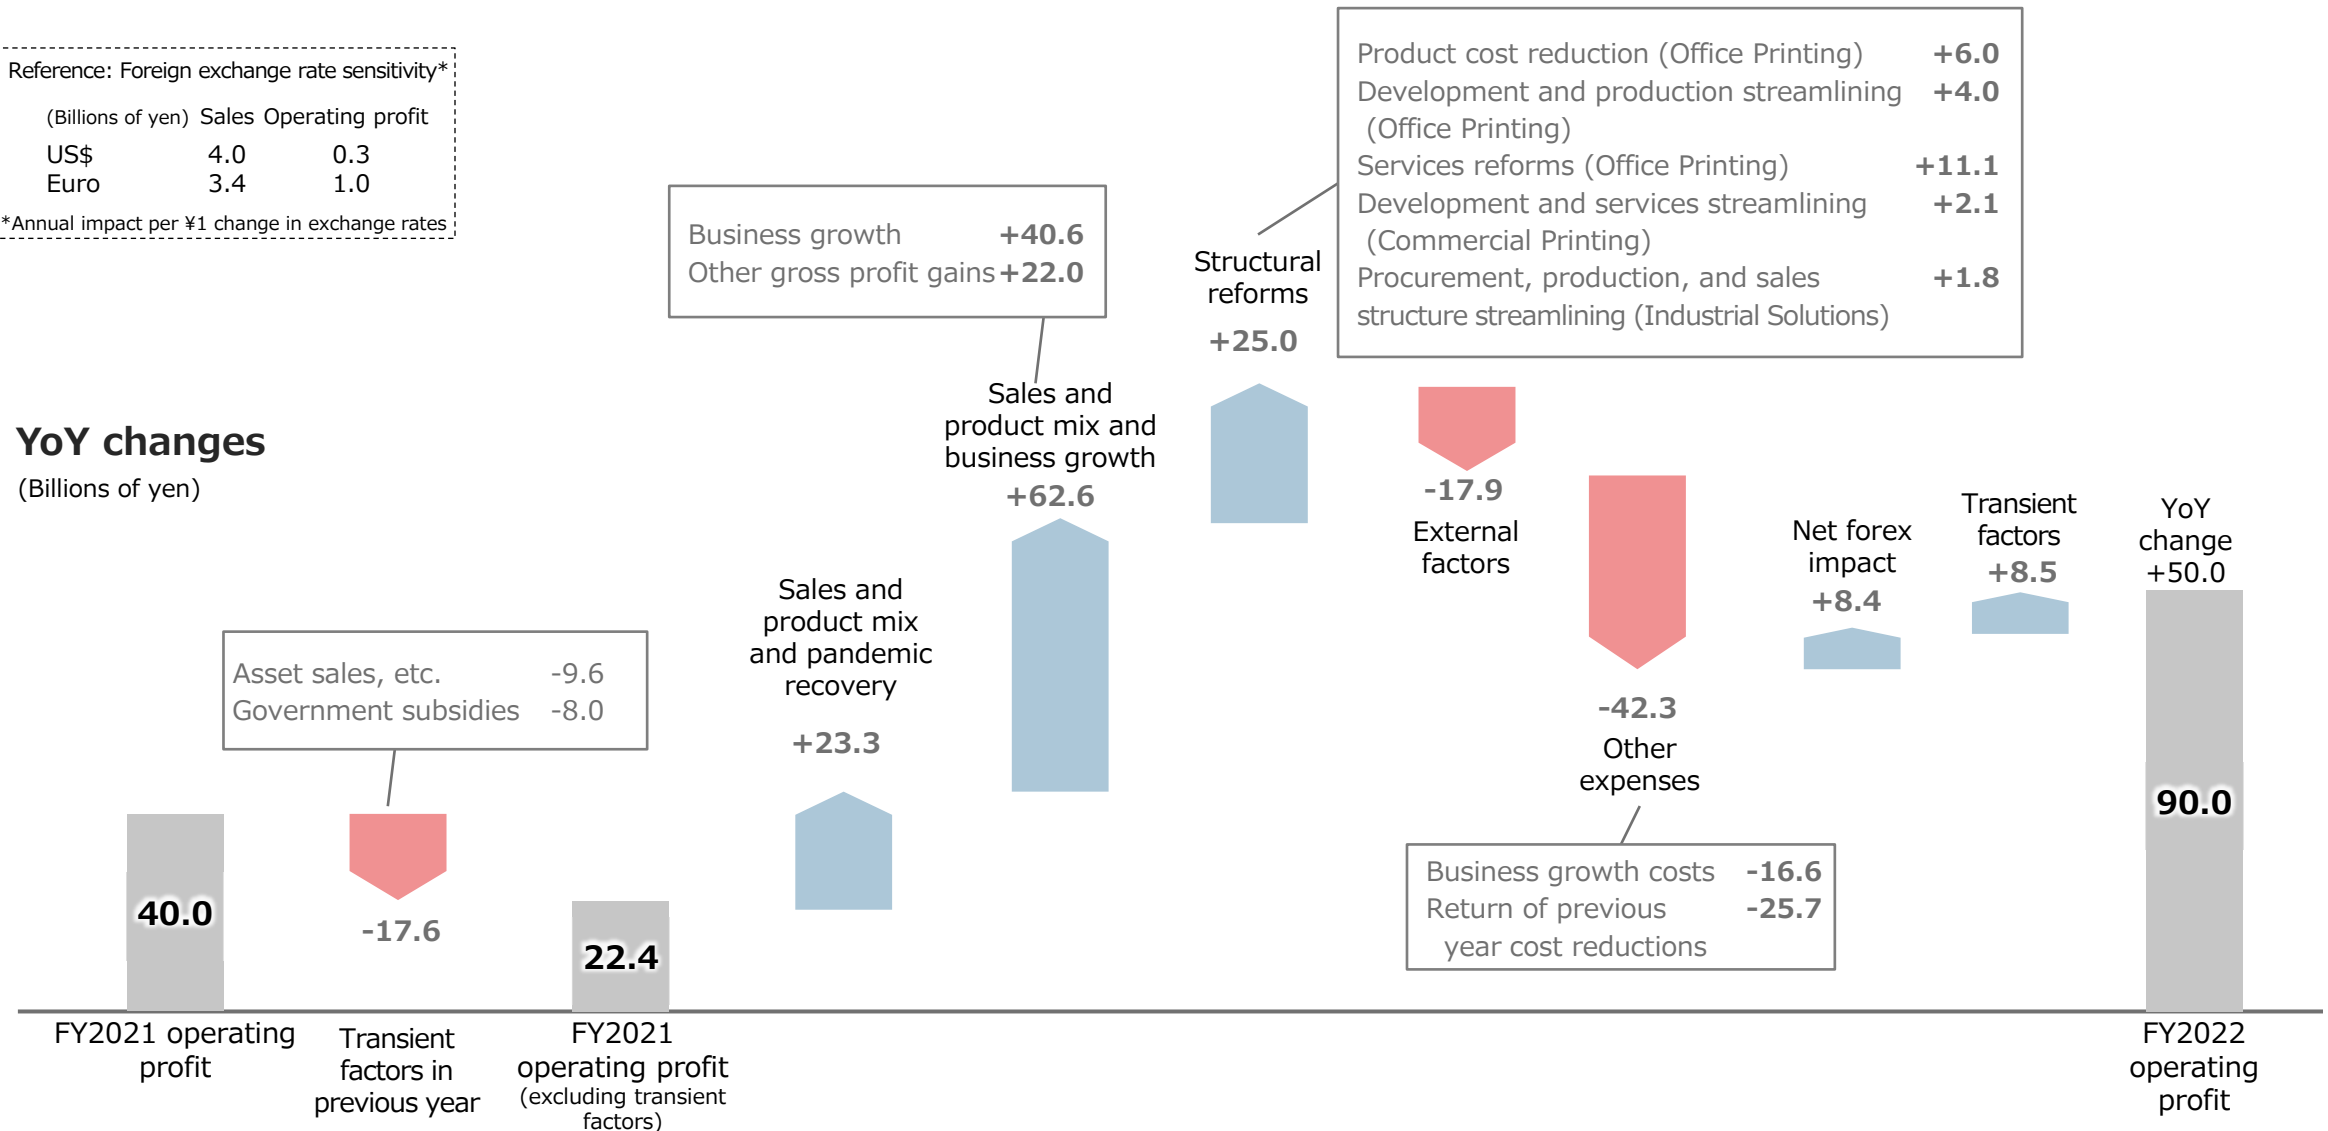 Reference: Foreign exchange rate sensitivity*
(Billions of yen) Sales Operating profit
US$ 4.0 0.3
Euro 3.4 1.0
*Annual impact per ¥1 change in exchange rates
YoY changes
(Billions of yen)
40.0
FY2021 operating
profit
Asset sales, etc. -9.6
Government subsidies -8.0
-17.6
Transient
factors in
previous year
22.4
FY2021
operating profit
(excluding transient
factors)
Sales and
product mix
and pandemic
recovery
+23.3
Business growth +40.6
Other gross profit gains +22.0
Sales and
product mix and
business growth
+62.6
Structural
reforms
+25.0
Product cost reduction (Office Printing) +6.0
Development and production streamlining +4.0
(Office Printing)
Services reforms (Office Printing) +11.1
Development and services streamlining +2.1
(Commercial Printing)
Procurement, production, and sales +1.8
structure streamlining (Industrial Solutions)
-17.9
External
factors
-42.3
Other
expenses
Business growth costs -16.6
Return of previous -25.7
year cost reductions
Net forex
impact
+8.4
Transient
factors
+8.5
YoY
change
+50.0
90.0
FY2022
operating
profit